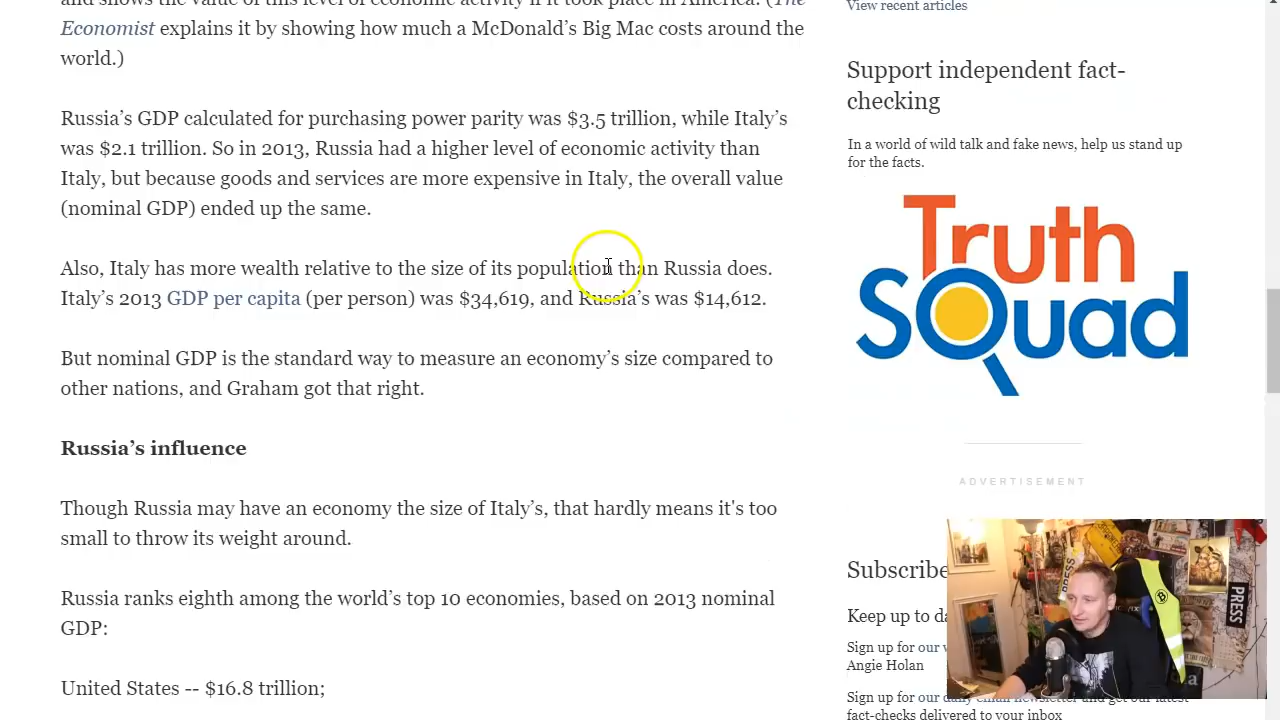 and shows the value of this level of economic activity if it took place in America. (The
Economist explains it by showing how much a McDonald's Big Mac costs around the
world.)
Russia's GDP calculated for purchasing power parity was $3.5 trillion, while Italy's
was $2.1 trillion. So in 2013, Russia had a higher level of economic activity than
Italy, but because goods and services are more expensive in Italy, the overall value
(nominal GDP) ended up the same.
Also, Italy has more wealth relative to the size of its population than Russia does.
Italy's 2013 GDP per capita (per person) was $34,619, and Russia's was $14,612.
But nominal GDP is the standard way to measure an economy's size compared to
other nations, and Graham got that right.
Russia's influence
Though Russia may have an economy the size of Italy's, that hardly means it's too
small to throw its weight around.
Russia ranks eighth among the world's top 10 economies, based on 2013 nominal
GDP:
United States -- $16.8 trillion;
View recent articles
Support independent fact-
checking
In a world of wild talk and fake news, help us stand up
for the facts.
Truth
Squad
ADVERTISEMENT
Subscribe
Keep up to da
Sign up for our w
Angie Holan
Sign up for our daily email newsletter and get our latest
fact-checks delivered to your inbox
PRESS
PRESS